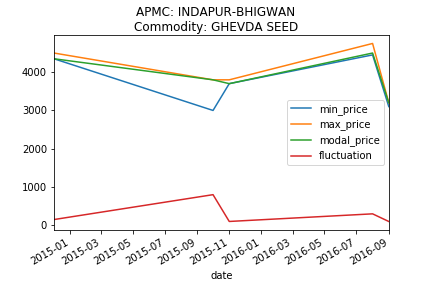 APMC: INDAPUR-BHIGWAN
Commodity: GHEVDA SEED
4000
3000
2000
1000
0
min_price
max_price
modal_price
fluctuation
2015-01
2015-03
2015-05
2015-07
2015-09
2015-11
2016-01
2016-03
2016-05
2016-07
2016-09
date